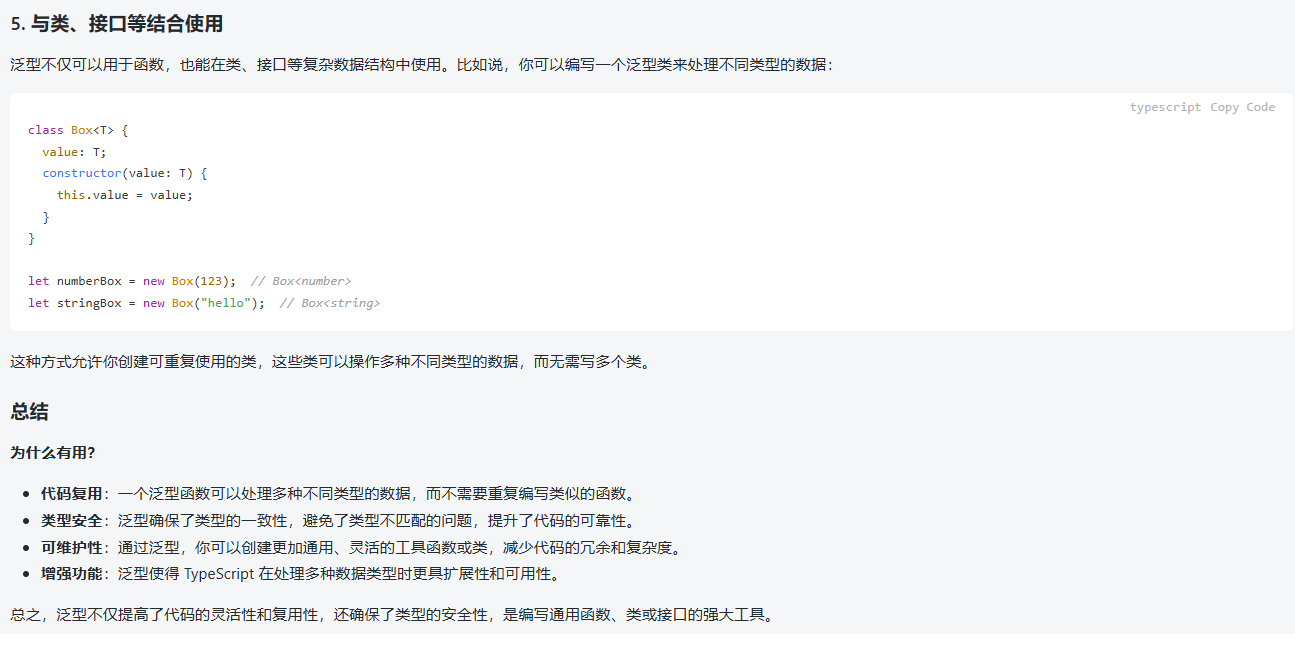 5. 与类、接口等结合使用
泛型不仅可以用于函数，也能在类、接口等复杂数据结构中使用。比如说，你可以编写一个泛型类来处理不同类型的数据：
typescript Copy Code
class Box<T> {
  value: T;
  constructor(value: T) {
    this.value = value;
  }
}
let numberBox = new Box(123);  // Box<number>
let stringBox = new Box("hello");  // Box<string>
这种方式允许你创建可重复使用的类，这些类可以操作多种不同类型的数据，而无需写多个类。
总结
为什么有用？
• 代码复用：一个泛型函数可以处理多种不同类型的数据，而不需要重复编写类似的函数。
• 类型安全：泛型确保了类型的一致性，避免了类型不匹配的问题，提升了代码的可靠性。
• 可维护性：通过泛型，你可以创建更加通用、灵活的工具函数或类，减少代码的冗余和复杂度。
• 增强功能：泛型使得 TypeScript 在处理多种数据类型时更具扩展性和可用性。
总之，泛型不仅提高了代码的灵活性和复用性，还确保了类型的安全性，是编写通用函数、类或接口的强大工具。